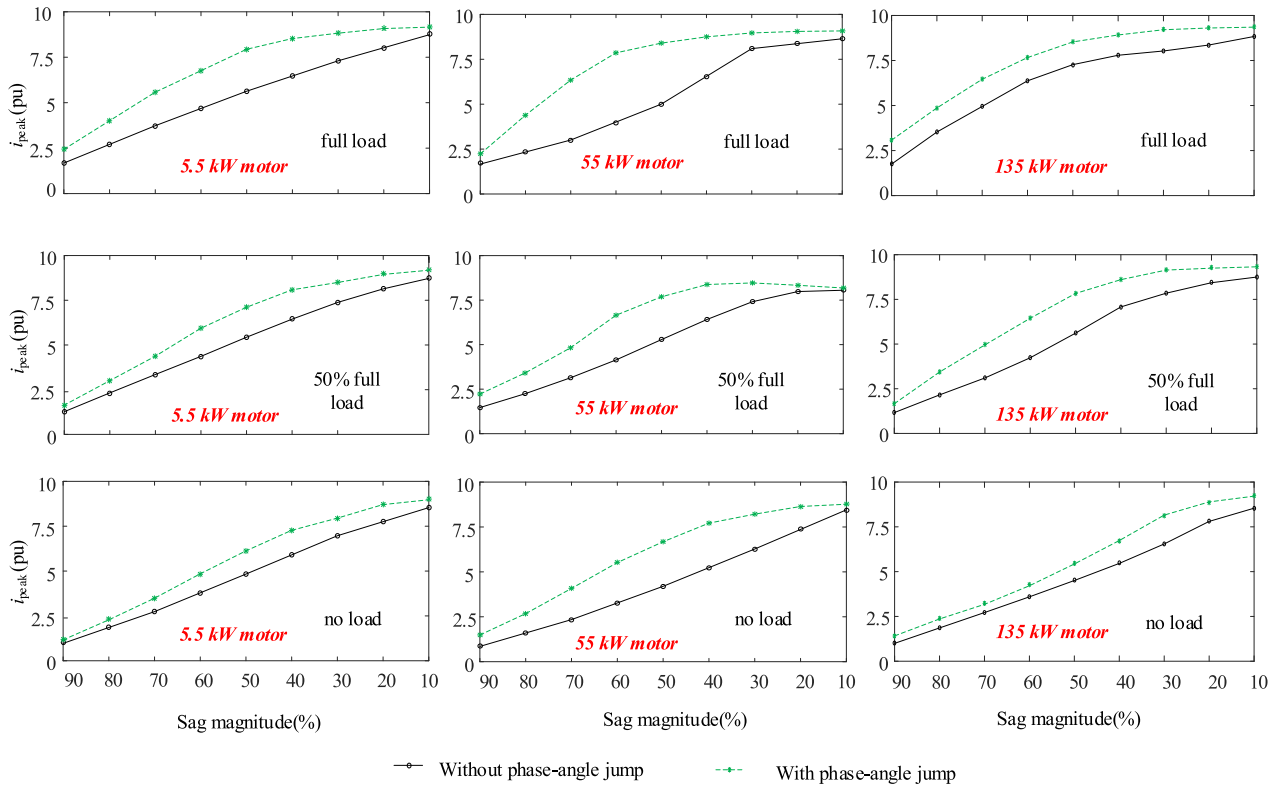 10
7.5
5
2.5
0
i_peak (pu)
full load
5.5 kW motor
10
7.5
5
2.5
0
full load
55 kW motor
10
7.5
5
2.5
0
full load
135 kW motor
10
7.5
5
2.5
0
i_peak (pu)
50% full
load
5.5 kW motor
10
7.5
5
2.5
0
50% full
load
55 kW motor
10
7.5
5
2.5
0
50% full
load
135 kW motor
10
7.5
5
2.5
0
i_peak (pu)
no load
5.5 kW motor
90 80 70 60 50 40 30 20 10
Sag magnitude(%)
10
7.5
5
2.5
0
no load
55 kW motor
90 80 70 60 50 40 30 20 10
Sag magnitude(%)
10
7.5
5
2.5
0
no load
135 kW motor
90 80 70 60 50 40 30 20 10
Sag magnitude(%)
Without phase-angle jump
With phase-angle jump